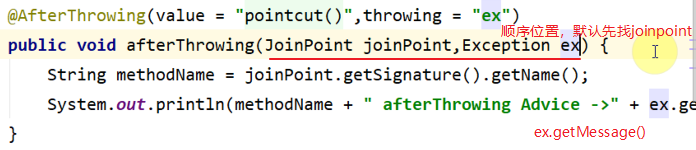 @AfterThrowing(value = "pointcut()",throwing = "ex")
顺序位置，默认先找joinpoint
public void afterThrowing(JoinPoint joinPoint,Exception ex) {
String methodName = joinPoint.getSignature().getName();
System.out.println(methodName + " afterThrowing Advice ->" + ex.ge
ex.getMessage()
}